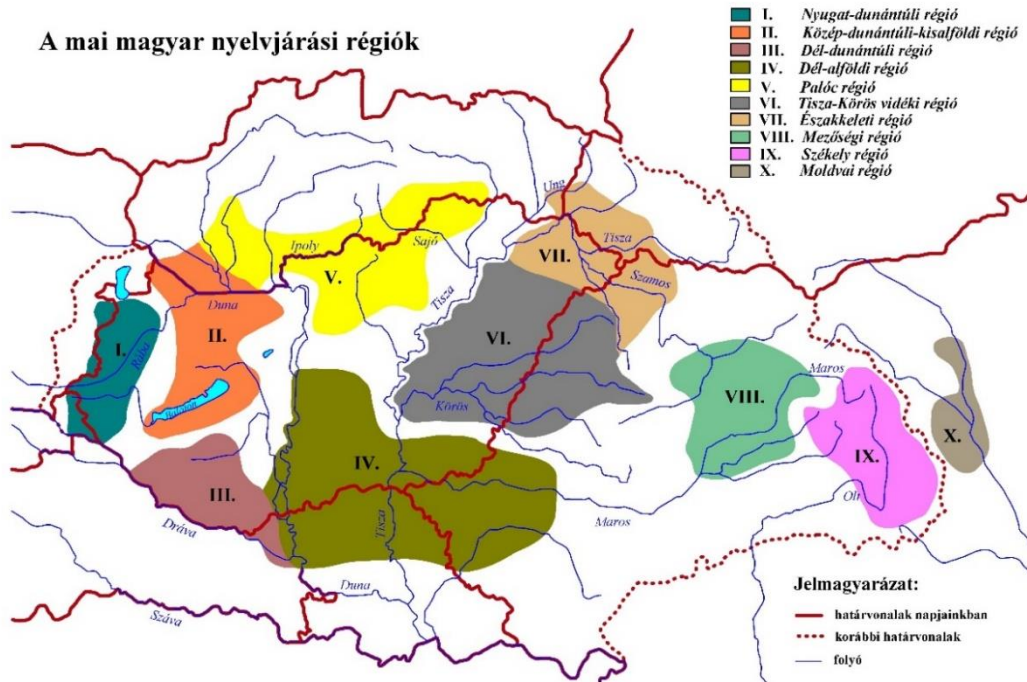 A mai magyar nyelvjárási régiók
I. Nyugat-dunántúli régió
II. Közép-dunántúli-kisalföldi régió
III. Dél-dunántúli régió
IV. Dél-alföldi régió
V. Palóc régió
VI. Tisza-Körös vidéki régió
VII. Északkeleti régió
VIII. Mezőségi régió
IX. Székely régió
X. Moldvai régió
Ung
Ipoly
Sajó
Tisza
VII.
V.
Tisza
Szamos
Duna
I.
Rába
II.
VI.
Balaton
Körös
VIII.
Maros
X.
III.
IV.
IX.
Olt
Dráva
Tisza
Maros
Duna
Száva
Jelmagyarázat:
határvonalak napjainkban
korábbi határvonalak
folyó